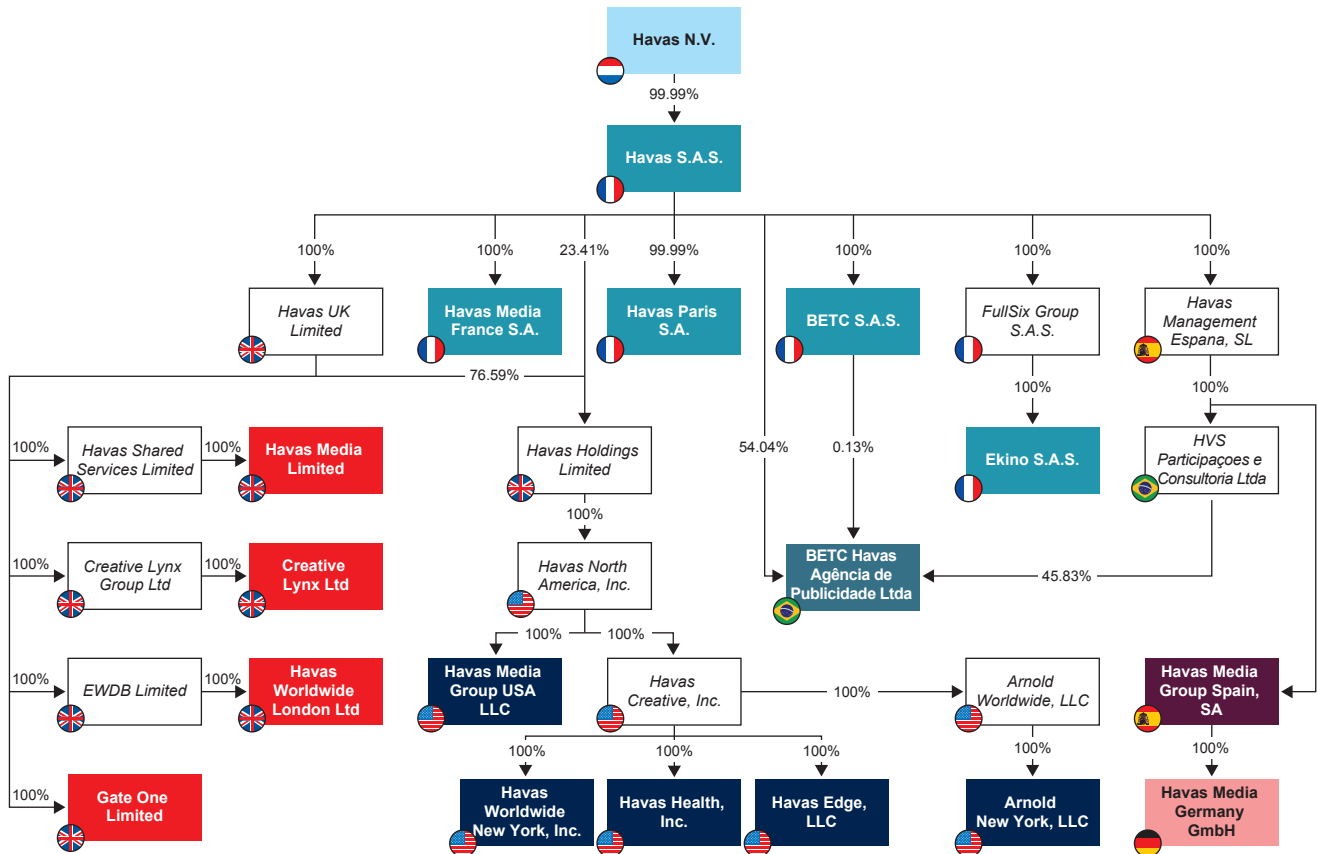 Havas N.V.
99.99%
Havas S.A.S.
100%
100%
23.41%
99.99%
100%
100%
100%
Havas UK
Limited
Havas Media
France S.A.
Havas Paris
S.A.
BETC S.A.S.
FullSix Group
S.A.S.
Havas
Management
Espana, SL
76.59%
100%
100%
100%
Havas Shared
Services Limited
100%
Havas Media
Limited
Havas Holdings
Limited
54.04%
0.13%
Ekino S.A.S.
HVS
Participaçoes e
Consultoria Ltda
100%
100%
Creative Lynx
Group Ltd
100%
Creative
Lynx Ltd
Havas North
America, Inc.
BETC Havas
Agência de
Publicidade Ltda
45.83%
100%
100%
100%
EWDB Limited
100%
Havas
Worldwide
London Ltd
Havas Media
Group USA
LLC
Havas
Creative, Inc.
100%
Arnold
Worldwide, LLC
Havas Media
Group Spain,
SA
100%
100%
100%
100%
100%
100%
Gate One
Limited
Havas
Worldwide
New York, Inc.
Havas Health,
Inc.
Havas Edge,
LLC
Arnold
New York, LLC
Havas Media
Germany
GmbH